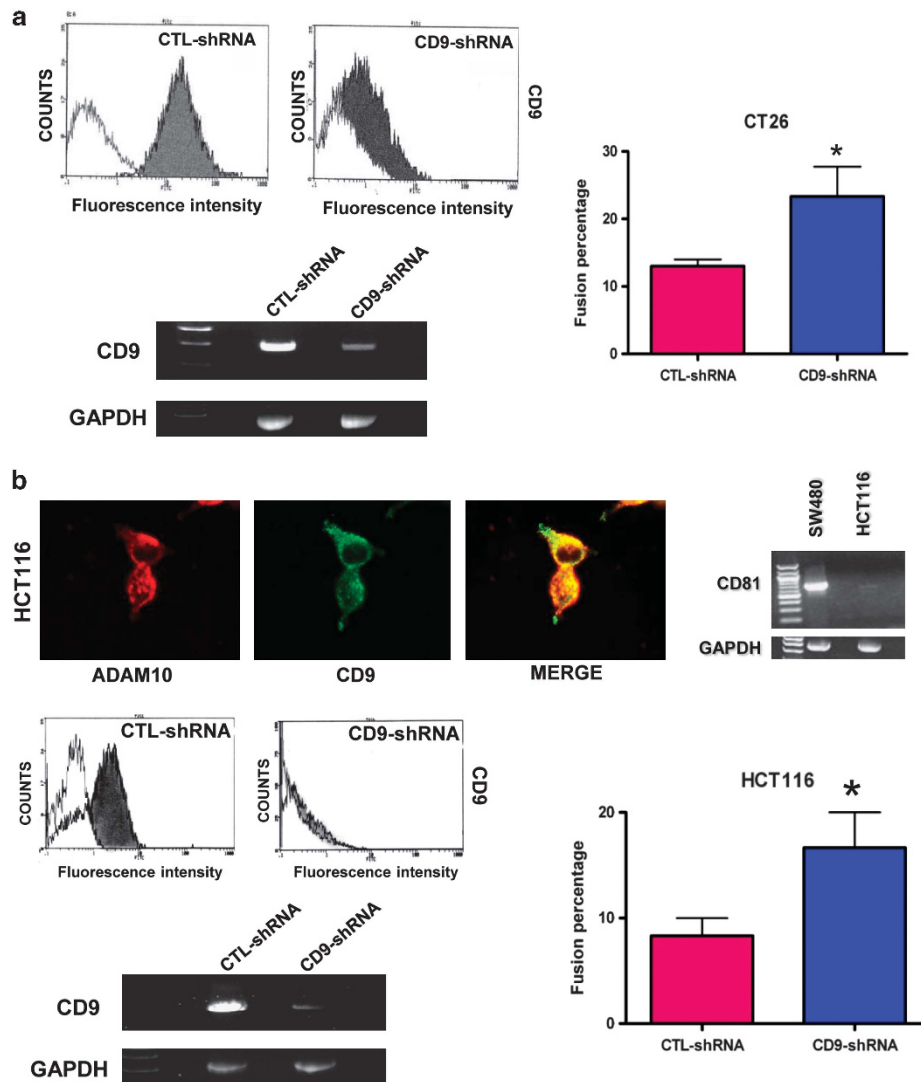 a
CTL-shRNA
COUNTS
Fluorescence intensity
CD9-shRNA
COUNTS
Fluorescence intensity
CD9
CTL-shRNA
CD9-shRNA
CD9
GAPDH
CT26
*
Fusion percentage
30
20
10
0
CTL-shRNA
CD9-shRNA
b
HCT116
ADAM10
CD9
MERGE
SW480
HCT116
CD81
GAPDH
CTL-shRNA
COUNTS
Fluorescence intensity
CD9-shRNA
COUNTS
Fluorescence intensity
CD9
CTL-shRNA
CD9-shRNA
CD9
GAPDH
HCT116
*
Fusion percentage
20
10
0
CTL-shRNA
CD9-shRNA